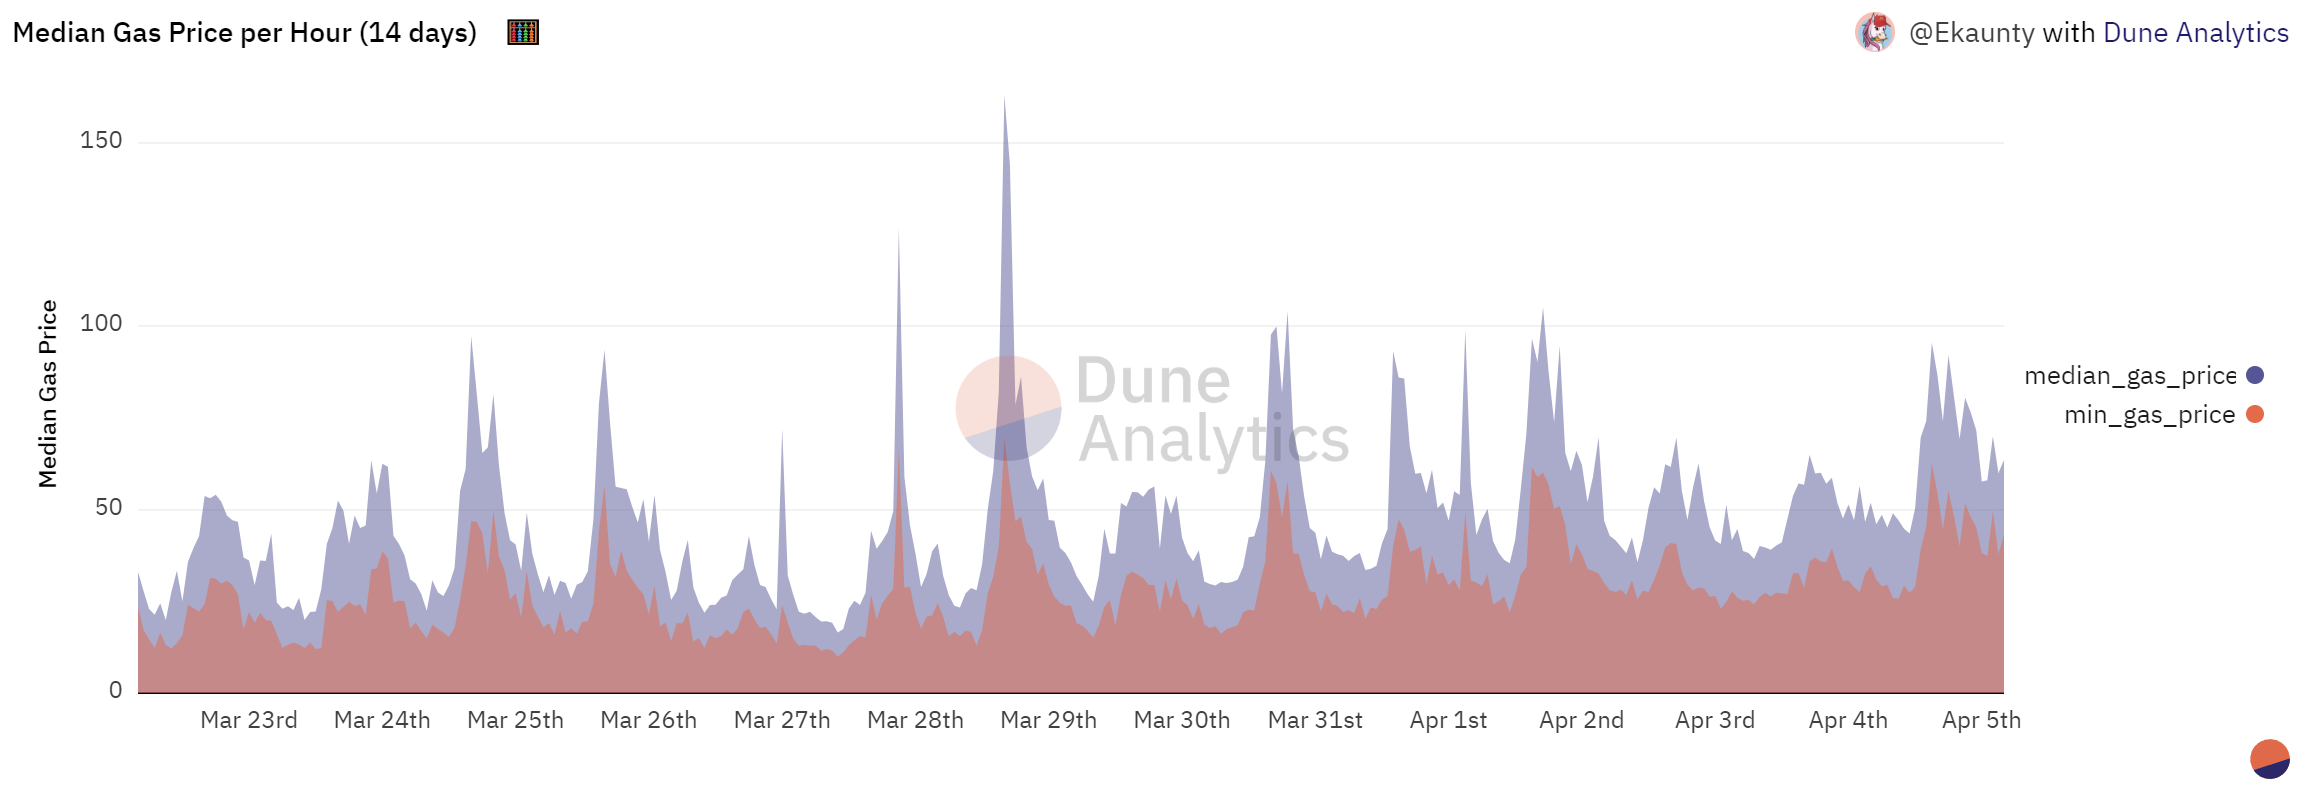 Median Gas Price per Hour (14 days)
@Ekaunty with Dune Analytics
150
100
50
0
Median Gas Price
Dune
Analytics
median_gas_price
min_gas_price
Mar 23rd Mar 24th Mar 25th Mar 26th Mar 27th Mar 28th Mar 29th Mar 30th Mar 31st Apr 1st Apr 2nd Apr 3rd Apr 4th Apr 5th